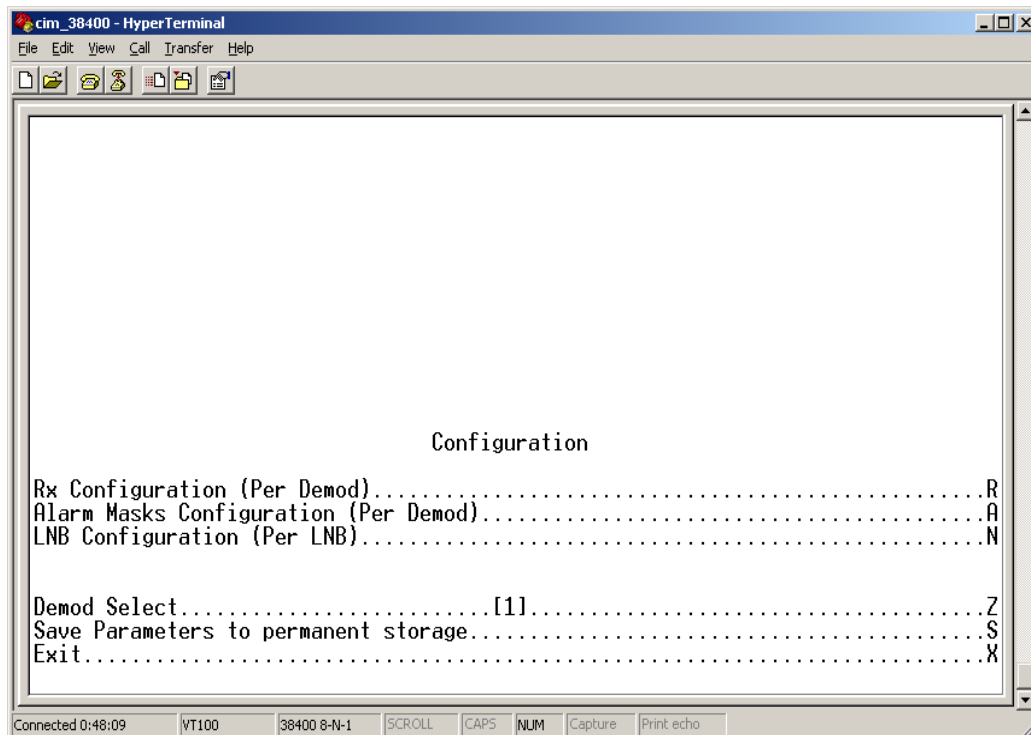 cim_38400 - HyperTerminal
File Edit View Call Transfer Help
Configuration
Rx Configuration (Per Demod)..................................................R
Alarm Masks Configuration (Per Demod).........................................A
LNB Configuration (Per LNB)...................................................N
Demod Select..........................[1].....................................Z
Save Parameters to permanent storage..........................................S
Exit..........................................................................X
Connected 0:48:09 VT100 38400 8-N-1 SCROLL CAPS NUM Capture Print echo